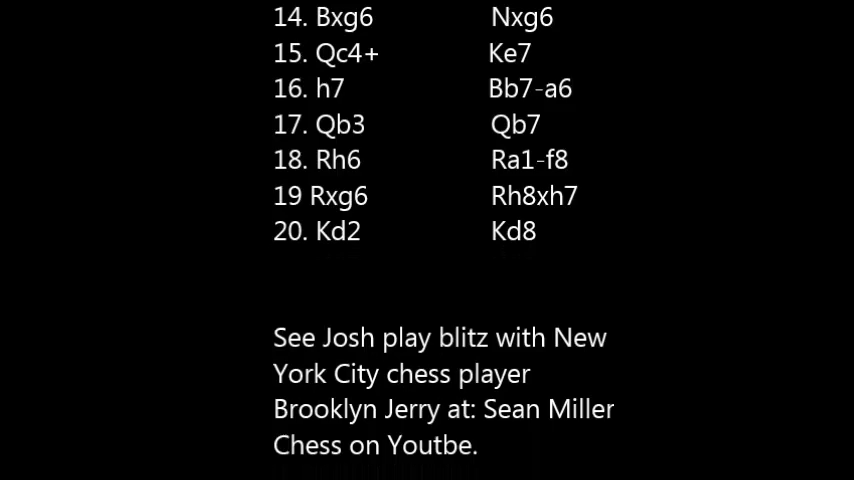 14. Bxg6 Nxg6
15. Qc4+ Ke7
16. h7 Bb7-a6
17. Qb3 Qb7
18. Rh6 Ra1-f8
19 Rxg6 Rh8xh7
20. Kd2 Kd8
See Josh play blitz with New
York City chess player
Brooklyn Jerry at: Sean Miller
Chess on Youtbe.